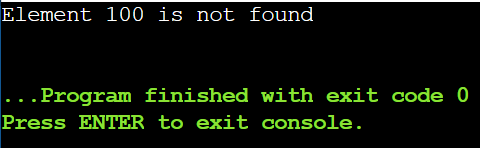 Element 100 is not found
...Program finished with exit code 0
Press ENTER to exit console.